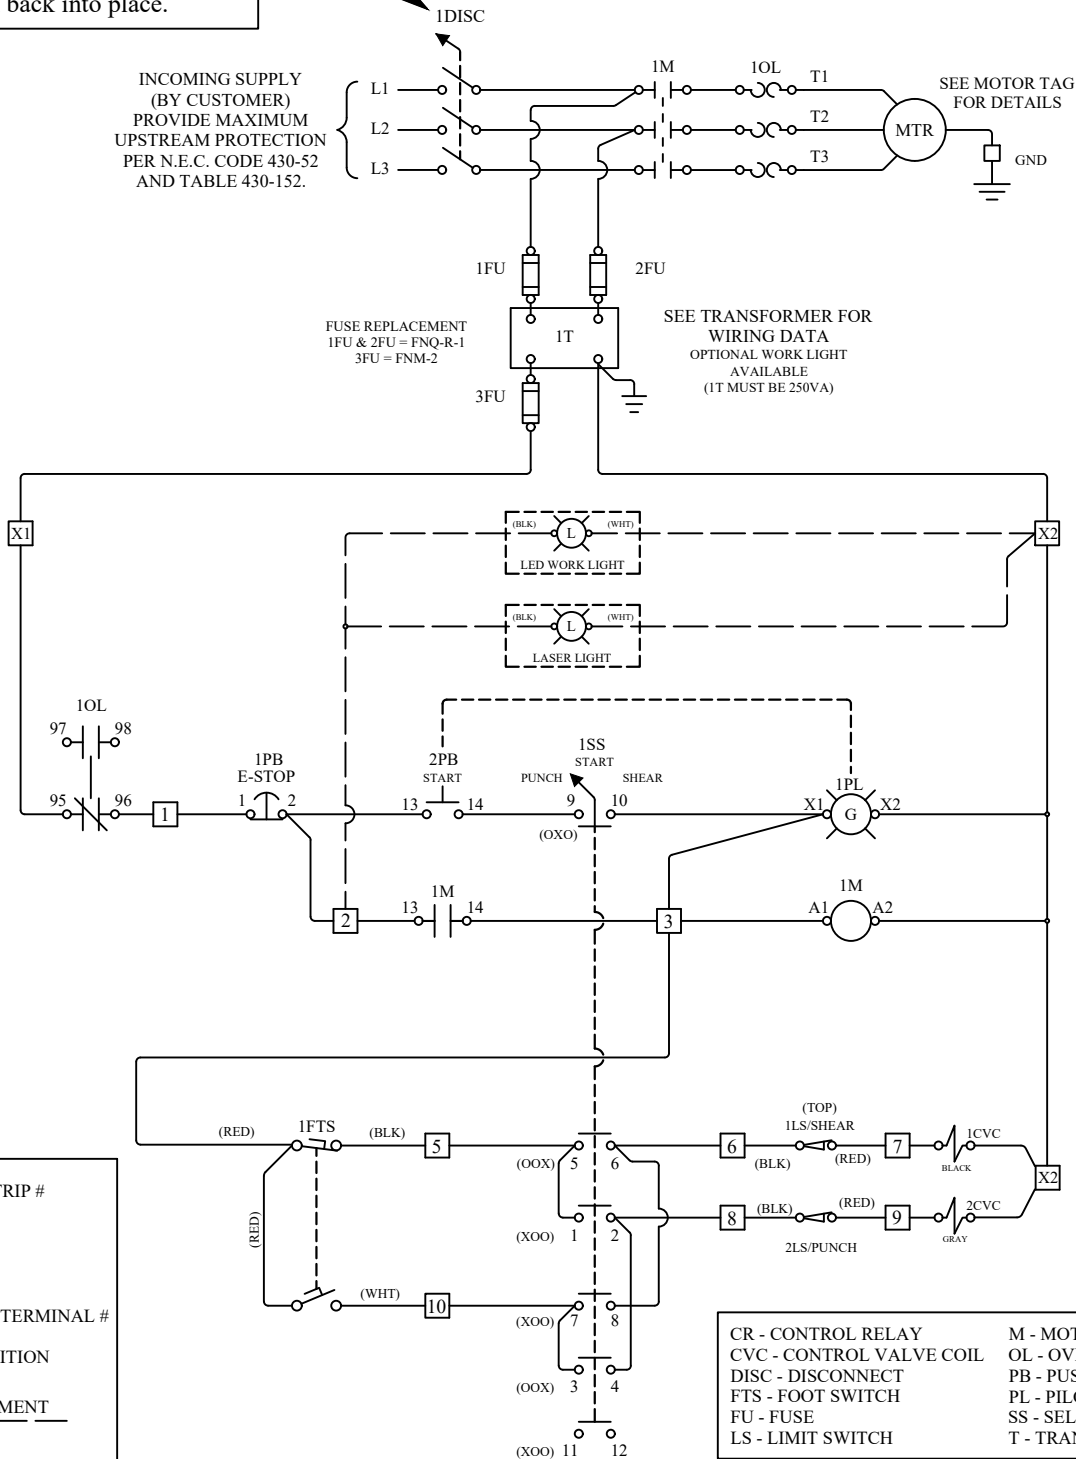 back into place.
1DISC
INCOMING SUPPLY
(BY CUSTOMER)
PROVIDE MAXIMUM
UPSTREAM PROTECTION
PER N.E.C. CODE 430-52
AND TABLE 430-152.
L1
L2
L3
1M
1OL
T1
T2
T3
MTR
SEE MOTOR TAG
FOR DETAILS
GND
1FU
2FU
FUSE REPLACEMENT
1FU & 2FU = FNQ-R-1
3FU = FNM-2
1T
SEE TRANSFORMER FOR
WIRING DATA
OPTIONAL WORK LIGHT
AVAILABLE
(1T MUST BE 250VA)
3FU
X1
(BLK)
L
(WHT)
LED WORK LIGHT
X2
(BLK)
L
(WHT)
LASER LIGHT
1OL
97
98
95
96
1
1PB
E-STOP
1
2
2PB
START
13
14
1SS
START
PUNCH
SHEAR
9
10
(OXO)
1PL
X1
G
X2
2
1M
13
14
3
1M
A1
A2
(RED)
1FTS
(BLK)
5
(OOX)
5
6
6
(BLK)
(TOP)
1LS/SHEAR
(RED)
7
1CVC
BLACK
X2
(RED)
(XOO)
1
2
8
(BLK)
2LS/PUNCH
(RED)
9
2CVC
GRAY
(WHT)
10
(XOO)
7
8
(OOX)
3
4
(XOO)
11
12
TRIP #
TERMINAL #
ITION
MENT
CR - CONTROL RELAY
CVC - CONTROL VALVE COIL
DISC - DISCONNECT
FTS - FOOT SWITCH
FU - FUSE
LS - LIMIT SWITCH
M - MOT
OL - OV
PB - PUS
PL - PIL
SS - SEL
T - TRAN